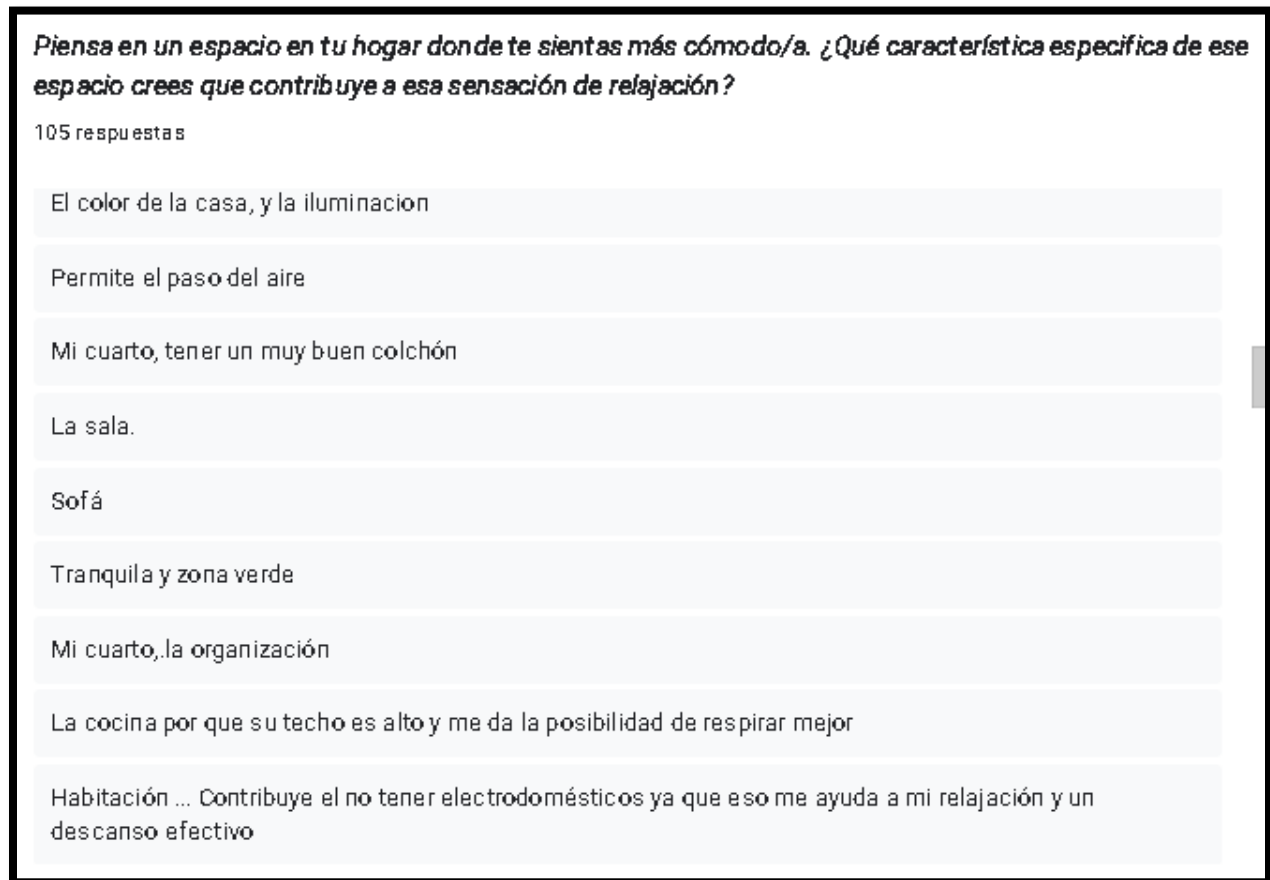 Piensa en un espacio en tu hogar donde te sientas más cómodo/a. ¿Qué característica especifica de ese
espacio crees que contribuye a esa sensación de relajación?
105 respuestas
El color de la casa, y la iluminacion
Permite el paso del aire
Mi cuarto, tener un muy buen colchón
La sala.
Sofá
Tranquila y zona verde
Mi cuarto,.la organización
La cocina por que su techo es alto y me da la posibilidad de respirar mejor
Habitación ... Contribuye el no tener electrodomésticos ya que eso me ayuda a mi relajación y un
descanso efectivo